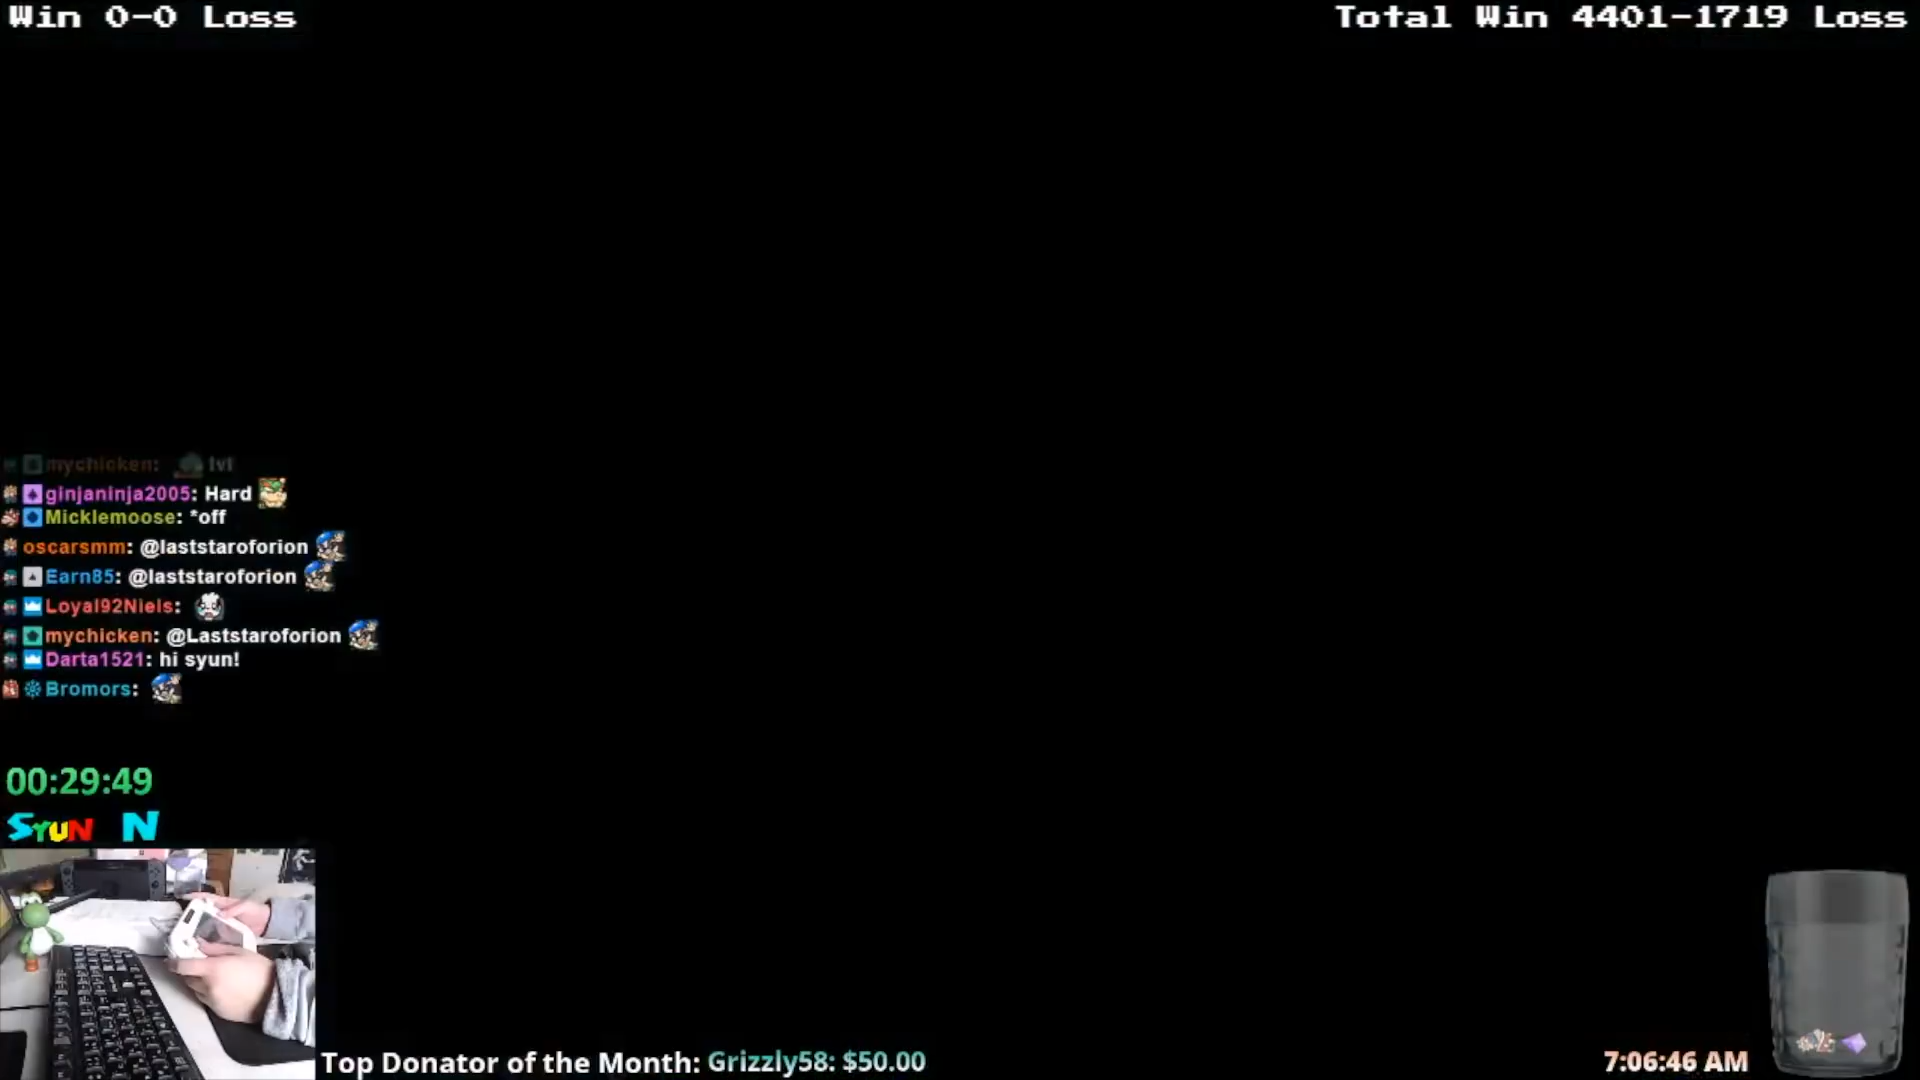 Win 0-0 Loss
Total Win 4401-1719 Loss
mychicken: lvl
ginjaninja2005: Hard
Micklemoose: *off
oscarsmm: @laststaroforion
Earn85: @laststaroforion
Loyal92Niels:
mychicken: @Laststaroforion
Darta1521: hi syun!
Bromors:
00:29:49
SYUN N
Top Donator of the Month: Grizzly58: $50.00
7:06:46 AM